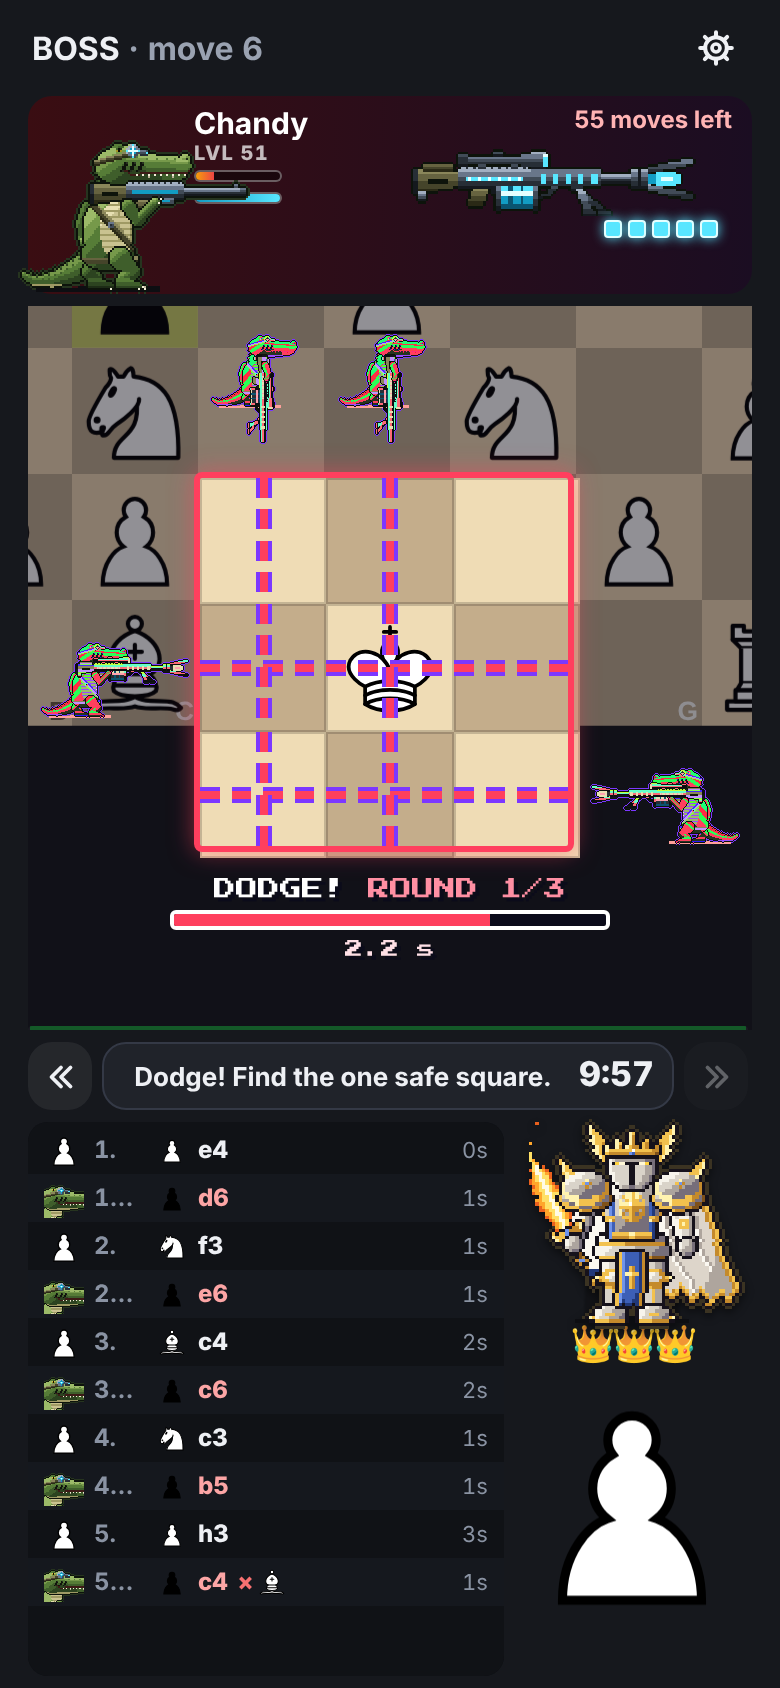 BOSS · move 6
Chandy
55 moves left
LVL 51
C
G
DODGE! ROUND 1/3
2.2 s
Dodge! Find the one safe square. 9:57
1. e4 0s
1... d6 1s
2. f3 1s
2... e6 1s
3. c4 2s
3... c6 2s
4. c3 1s
4... b5 1s
5. h3 3s
5... c4 × 1s